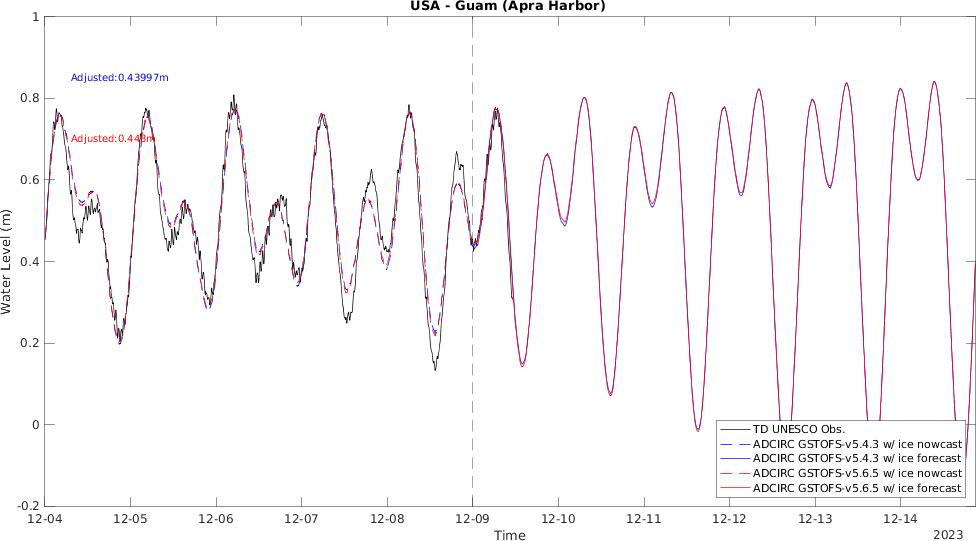 USA - Guam (Apra Harbor)
1
0.8
0.6
0.4
0.2
0
-0.2
Water Level (m)
Adjusted:0.43997m
Adjusted:0.443m
TD UNESCO Obs.
ADCIRC GSTOFS-v5.4.3 w/ ice nowcast
ADCIRC GSTOFS-v5.4.3 w/ ice forecast
ADCIRC GSTOFS-v5.6.5 w/ ice nowcast
ADCIRC GSTOFS-v5.6.5 w/ ice forecast
12-04 12-05 12-06 12-07 12-08 12-09 12-10 12-11 12-12 12-13 12-14
Time
2023